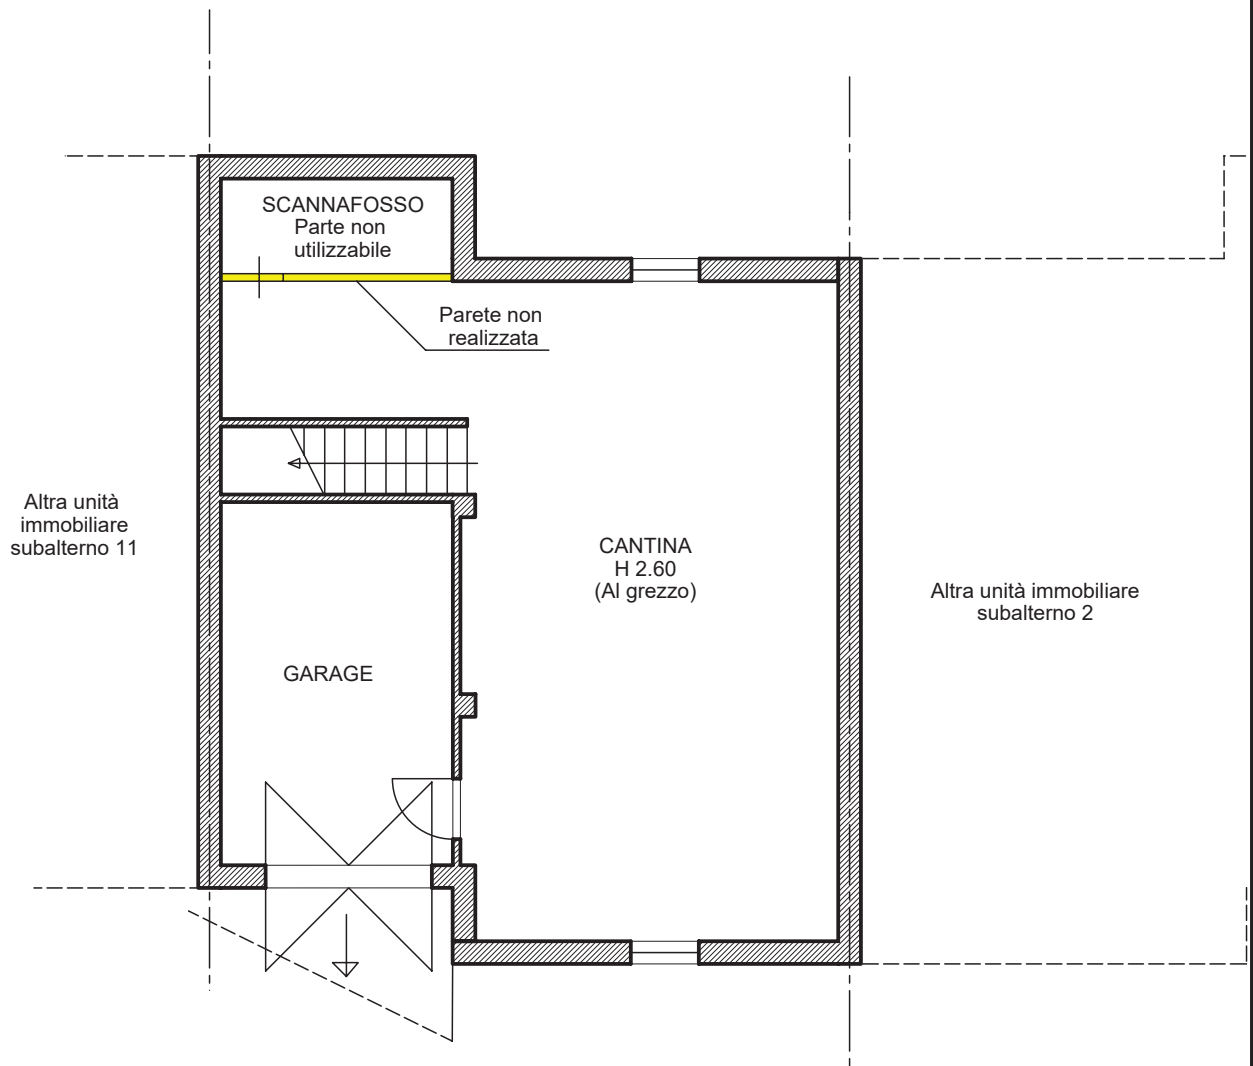 SCANNAFOSSO
Parte non
utilizzabile
Parete non
realizzata
Altra unità
immobiliare
subalterno 11
CANTINA
H 2.60
(Al grezzo)
Altra unità immobiliare
subalterno 2
GARAGE